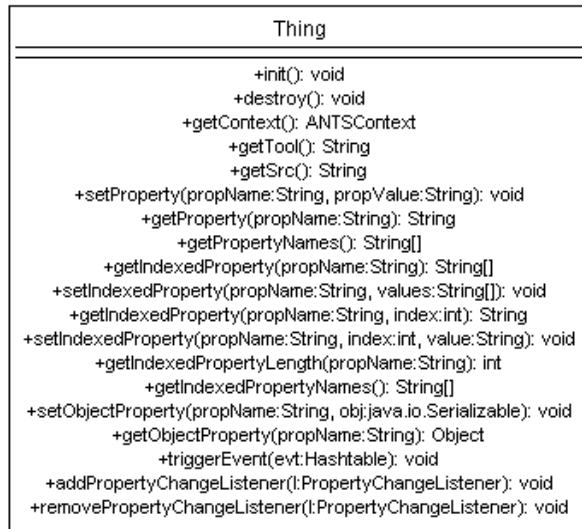 Thing
+init(): void
+destroy(): void
+getContext(): ANTSContext
+getTool(): String
+getSrc(): String
+setProperty(propName:String, propValue:String): void
+getProperty(propName:String): String
+getPropertyNames(): String[]
+getIndexedProperty(propName:String): String[]
+setIndexedProperty(propName:String, values:String[]): void
+getIndexedProperty(propName:String, index:int): String
+setIndexedProperty(propName:String, index:int, value:String): void
+getIndexedPropertyLength(propName:String): int
+getIndexedPropertyNames(): String[]
+setObjectProperty(propName:String, obj:java.io.Serializable): void
+getObjectProperty(propName:String): Object
+triggerEvent(evt:Hashtable): void
+addPropertyChangeListener(l:PropertyChangeListener): void
+removePropertyChangeListener(l:PropertyChangeListener): void